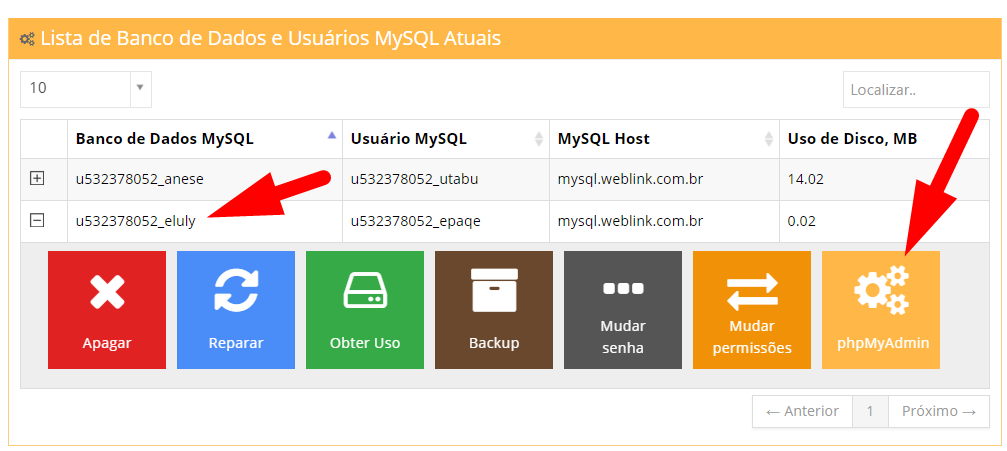 Lista de Banco de Dados e Usuários MySQL Atuais
10
Localizar..
Banco de Dados MySQL Usuário MySQL MySQL Host Uso de Disco, MB
u532378052_anese u532378052_utabu mysql.weblink.com.br 14.02
u532378052_eluly u532378052_epaqe mysql.weblink.com.br 0.02
Apagar
Reparar
Obter Uso
Backup
Mudar
senha
Mudar
permissões
phpMyAdmin
← Anterior 1 Próximo →